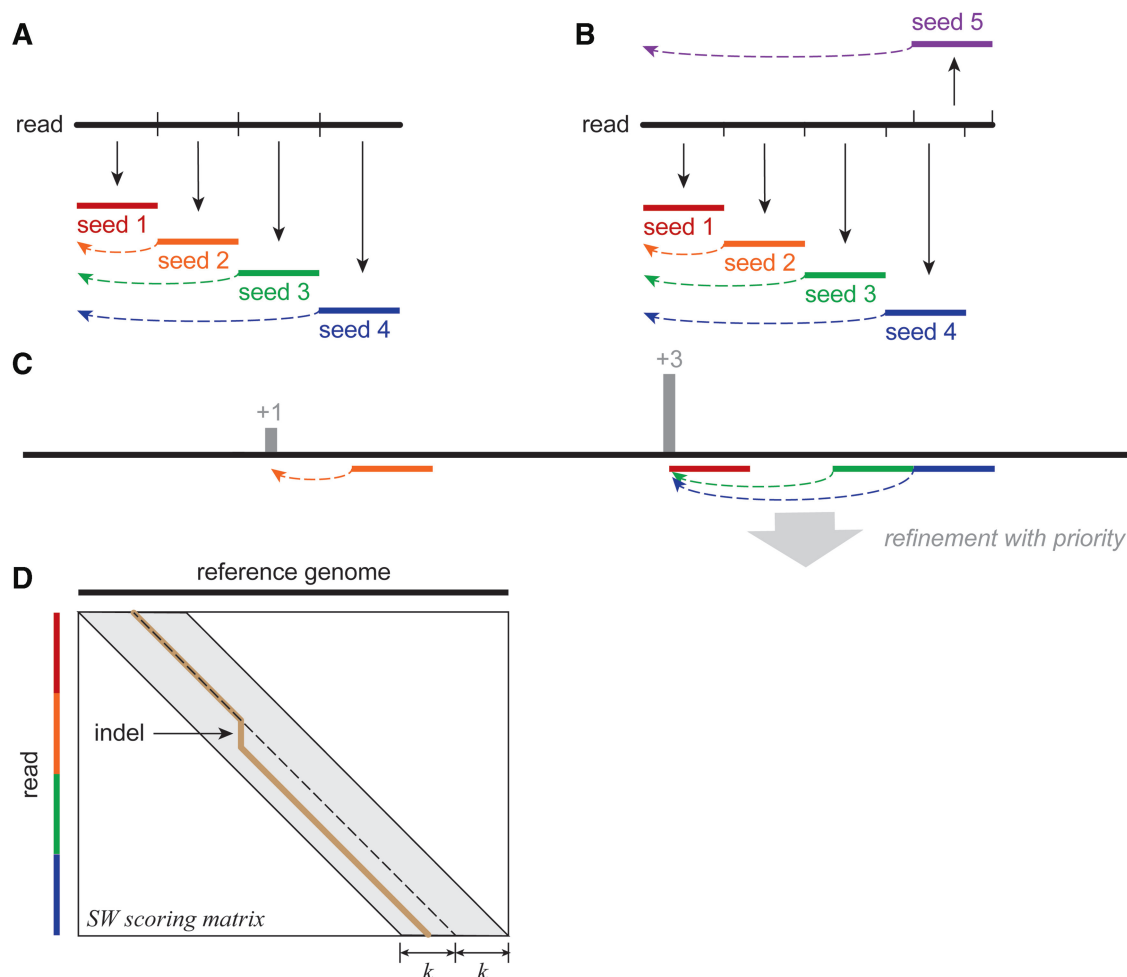 A
read
seed 1
seed 2
seed 3
seed 4
B
seed 5
read
seed 1
seed 2
seed 3
seed 4
C
+1
+3
refinement with priority
D
reference genome
read
indel
SW scoring matrix
k
k